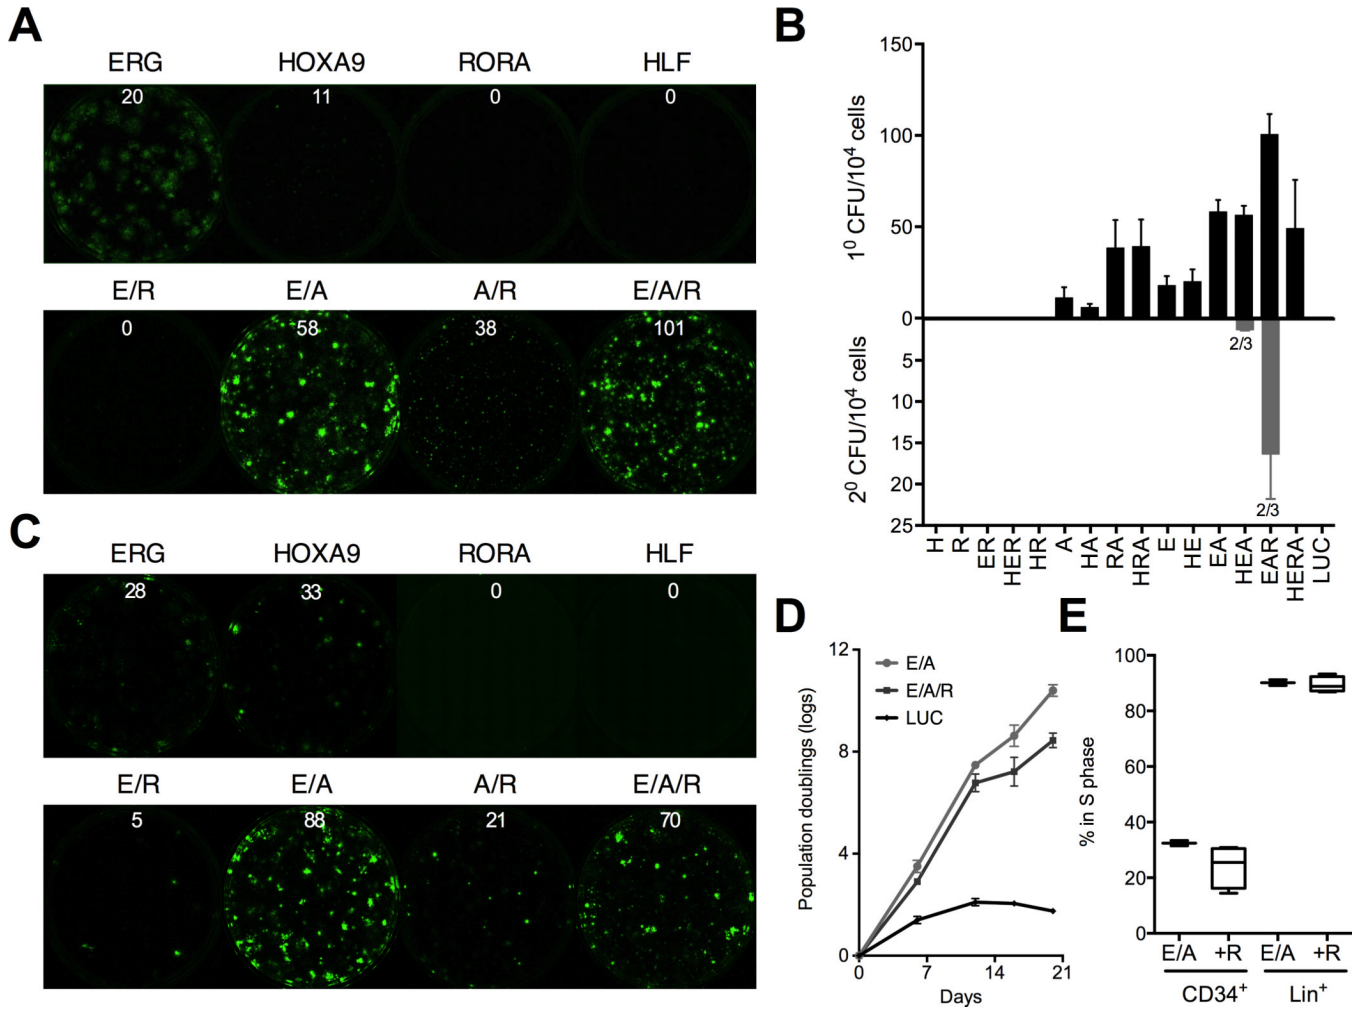 A
ERG HOXA9 RORA HLF
20 11 0 0
E/R E/A A/R E/A/R
0 58 38 101
B
150
100
50
0
5
10
15
20
25
1⁰ CFU/10⁴ cells
2⁰ CFU/10⁴ cells
2/3
2/3
H R ER HER HR A HA RA HRA E HE EA HEA EAR HERA LUC
C
ERG HOXA9 RORA HLF
28 33 0 0
E/R E/A A/R E/A/R
5 88 21 70
D
12
8
4
0
Population doublings (logs)
E/A
E/A/R
LUC
0 7 14 21
Days
E
100
80
60
40
20
0
% in S phase
E/A +R E/A +R
CD34⁺ Lin⁺